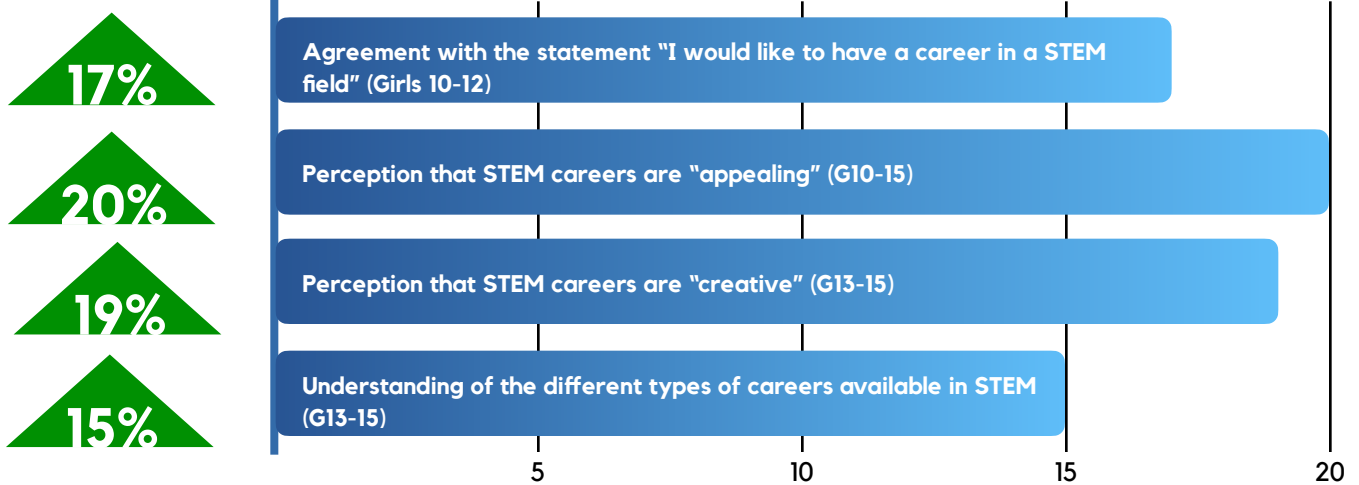 17%
Agreement with the statement “I would like to have a career in a STEM
field” (Girls 10-12)
20%
Perception that STEM careers are “appealing” (G10-15)
19%
Perception that STEM careers are “creative” (G13-15)
15%
Understanding of the different types of careers available in STEM
(G13-15)
5
10
15
20